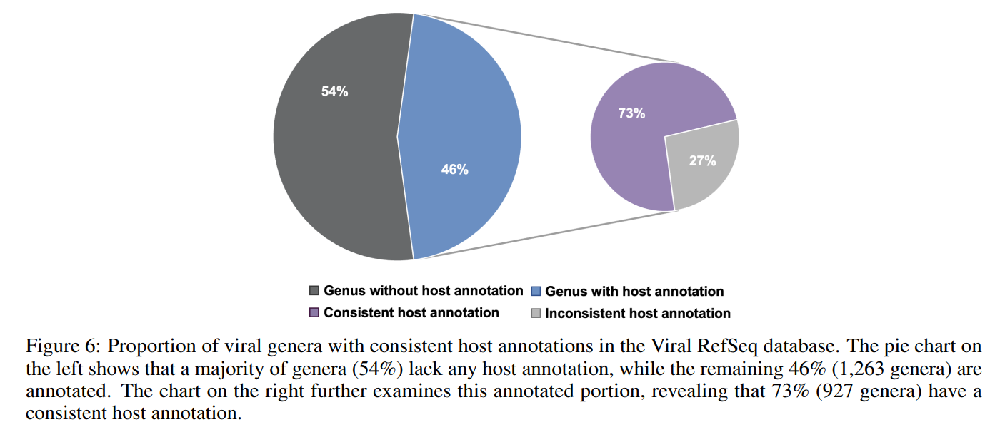 54%
46%
73%
27%
Genus without host annotation Genus with host annotation
Consistent host annotation Inconsistent host annotation
Figure 6: Proportion of viral genera with consistent host annotations in the Viral RefSeq database. The pie chart on
the left shows that a majority of genera (54%) lack any host annotation, while the remaining 46% (1,263 genera) are
annotated. The chart on the right further examines this annotated portion, revealing that 73% (927 genera) have a
consistent host annotation.